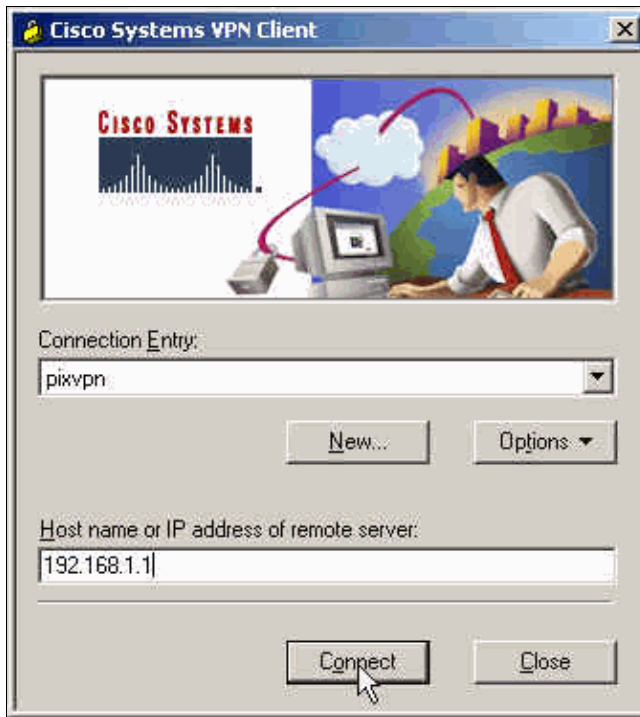 Cisco Systems VPN Client
CISCO SYSTEMS
Connection Entry:
pixvpn
New...
Options
Host name or IP address of remote server:
192.168.1.1
Connect
Close